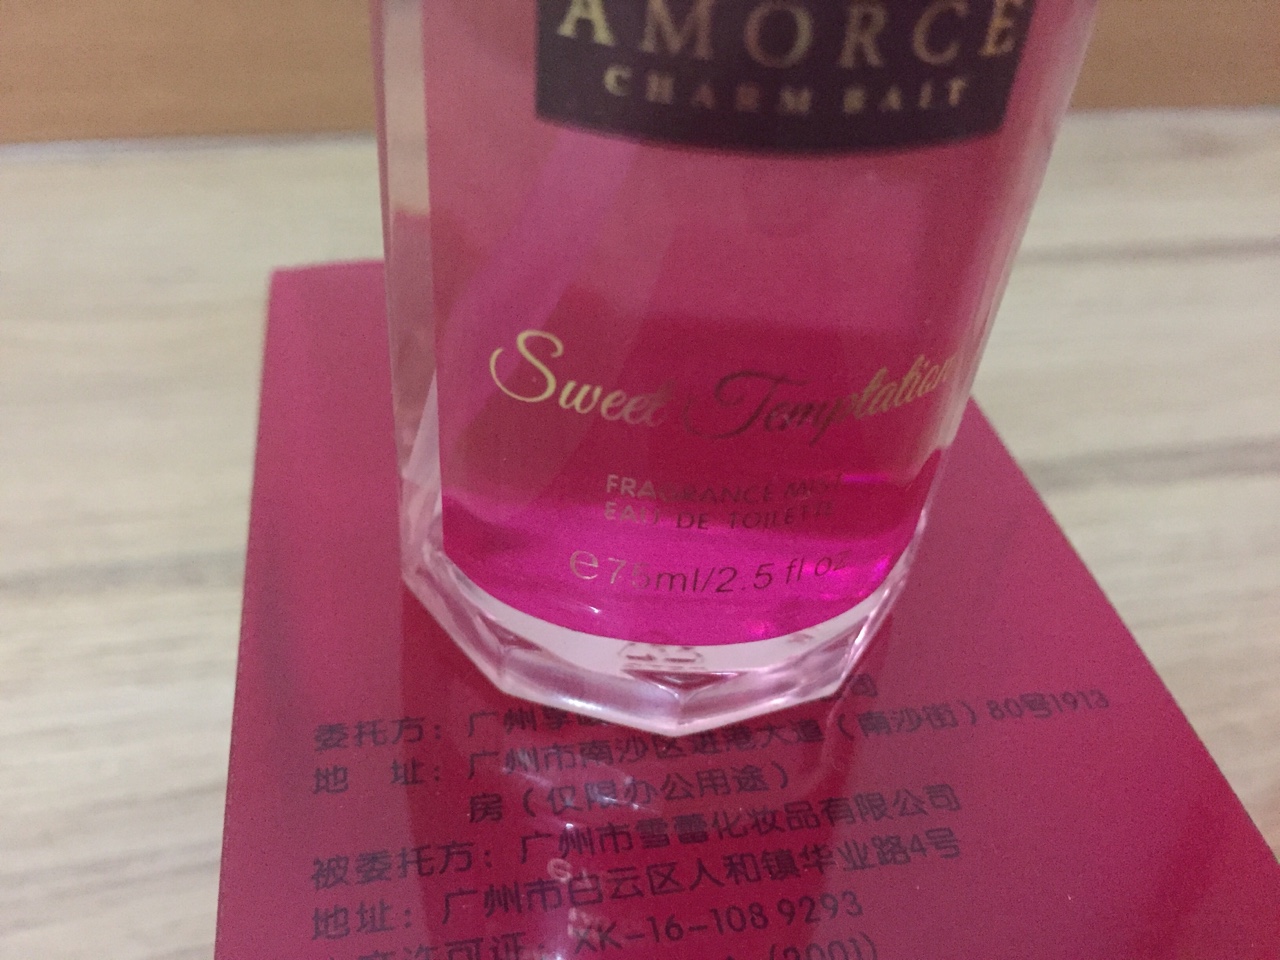 AMORCE
CHARM BAIT
Sweet Temptation
FRAGRANCE MIST
EAU DE TOILETTE
e75ml/2.5 fl oz
委托方：广州
地 址：广州市南沙区进港大道（南沙街）80号1913
房（仅限办公用途）
被委托方：广州市雪蕾化妆品有限公司
地址：广州市白云区人和镇华业路4号
许可证：XK-16-108 9293
(2001)